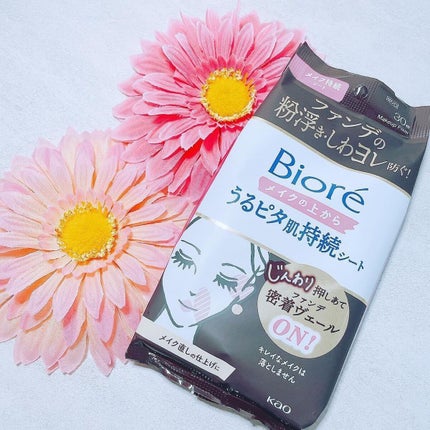 メイク持続
シート
30枚
ファンデの
粉浮き・しわヨレ防ぐ!
Bioré
メイクの上から
うるピタ肌持続シート
じんわり押しあて
ファンデ
密着ヴェール
ON!
キレイなメイクは
落としません
メイク直しの仕上げに
Kao